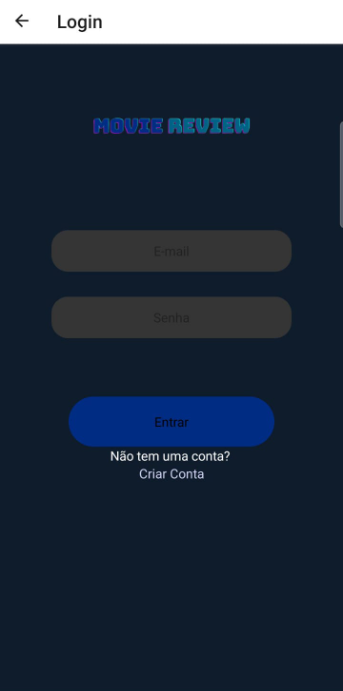 Login
MOVIE REVIEW
E-mail
Senha
Entrar
Não tem uma conta?
Criar Conta